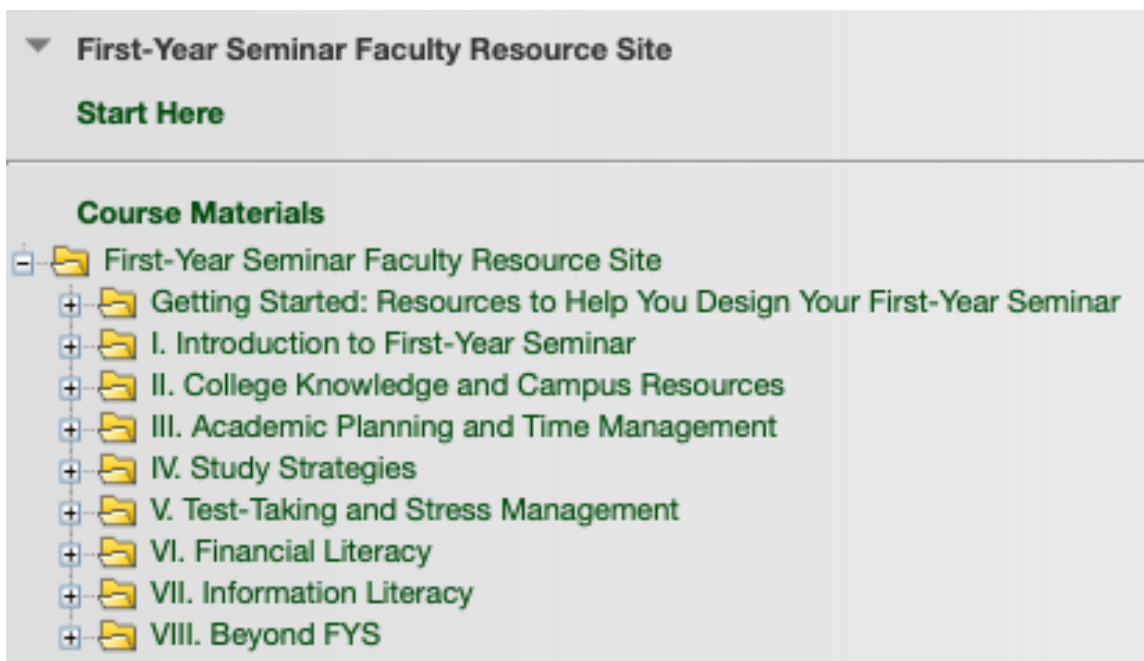 First-Year Seminar Faculty Resource Site
Start Here
Course Materials
First-Year Seminar Faculty Resource Site
Getting Started: Resources to Help You Design Your First-Year Seminar
I. Introduction to First-Year Seminar
II. College Knowledge and Campus Resources
III. Academic Planning and Time Management
IV. Study Strategies
V. Test-Taking and Stress Management
VI. Financial Literacy
VII. Information Literacy
VIII. Beyond FYS